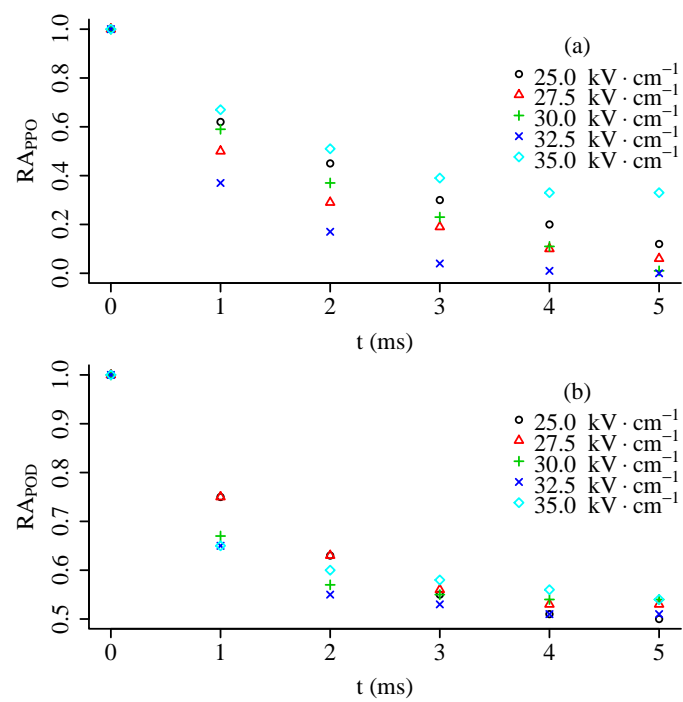 (a)
25.0 kV · cm⁻¹
27.5 kV · cm⁻¹
30.0 kV · cm⁻¹
32.5 kV · cm⁻¹
35.0 kV · cm⁻¹
RA_PPO
1.0
0.8
0.6
0.4
0.2
0.0
0 1 2 3 4 5
t (ms)
(b)
25.0 kV · cm⁻¹
27.5 kV · cm⁻¹
30.0 kV · cm⁻¹
32.5 kV · cm⁻¹
35.0 kV · cm⁻¹
RA_POD
1.0
0.9
0.8
0.7
0.6
0.5
0 1 2 3 4 5
t (ms)